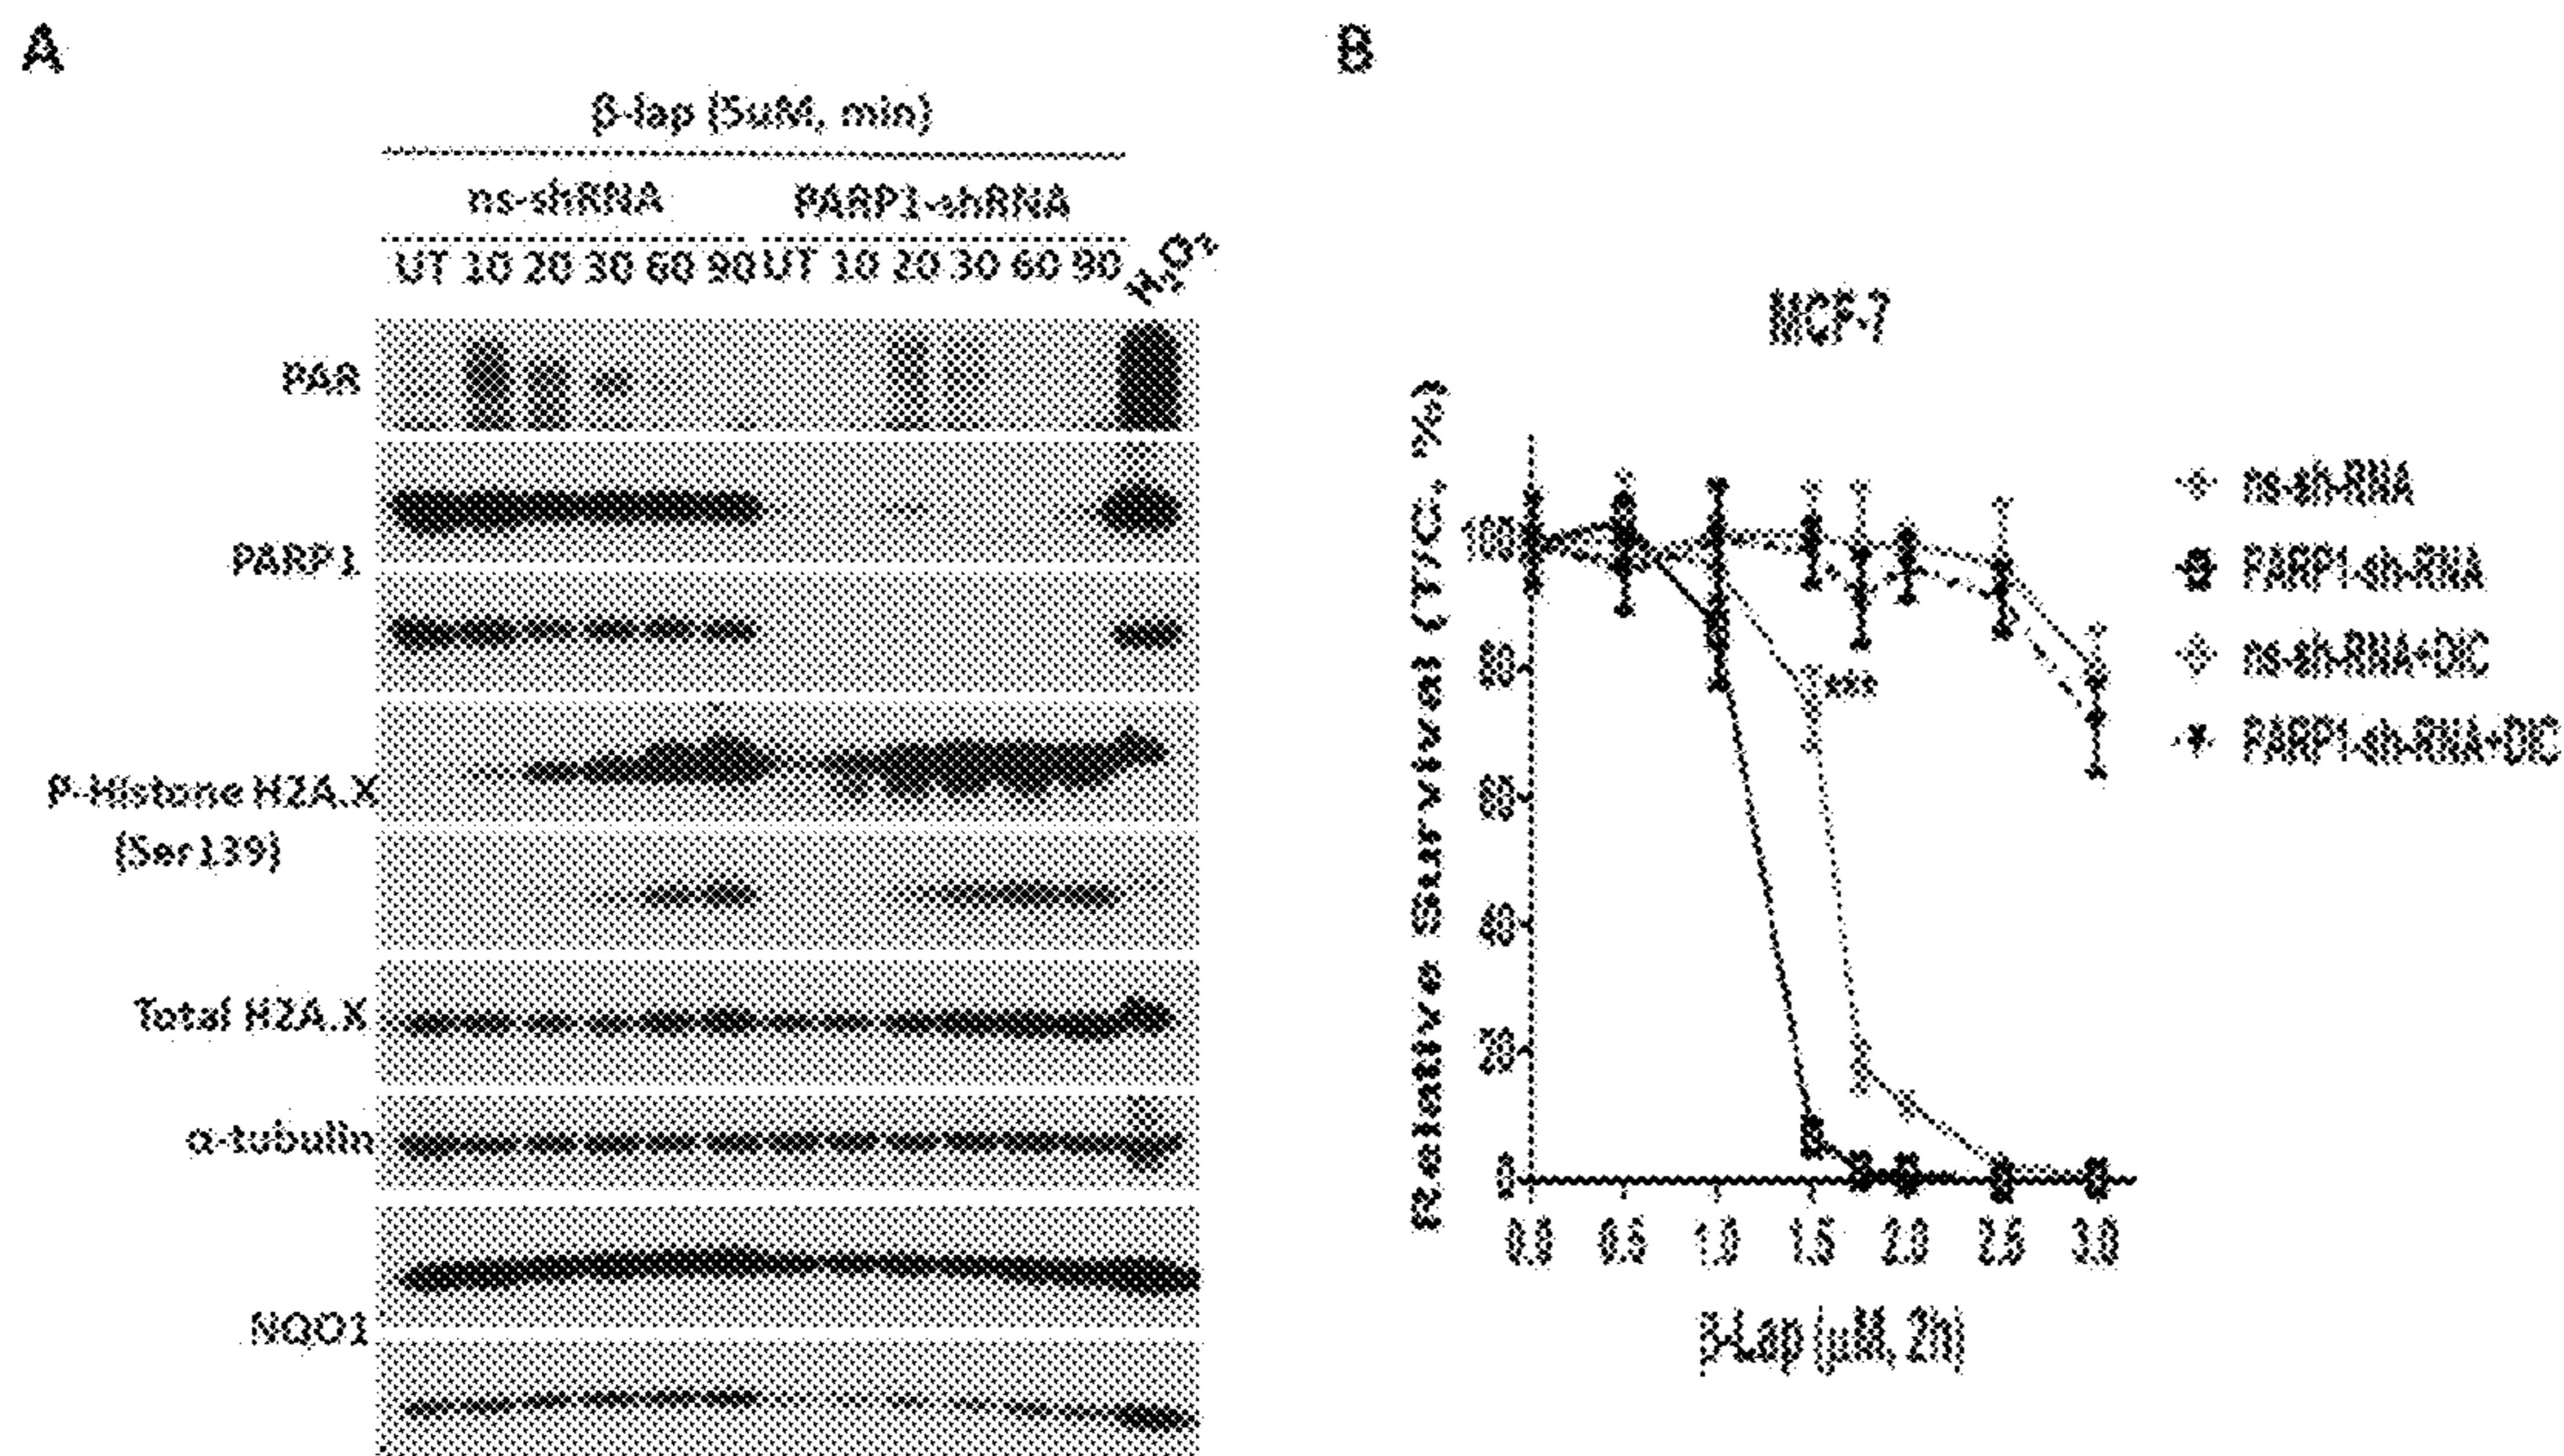 A
β-lap (5uM, min)
ns-shRNA PARP1-shRNA
UT 10 20 30 60 90 UT 10 20 30 60 90 H2O2
PAR
PARP1
P-Histone H2A.X
(Ser139)
Total H2A.X
α-tubulin
NQO1
B
MCF-7
Relative Survival (T/C, %)
100
80
60
40
20
0
***
0.0 0.5 1.0 1.5 2.0 2.5 3.0
β-Lap (μM, 2h)
ns-sh-RNA
PARP1-sh-RNA
ns-sh-RNA+DIC
PARP1-sh-RNA+DIC